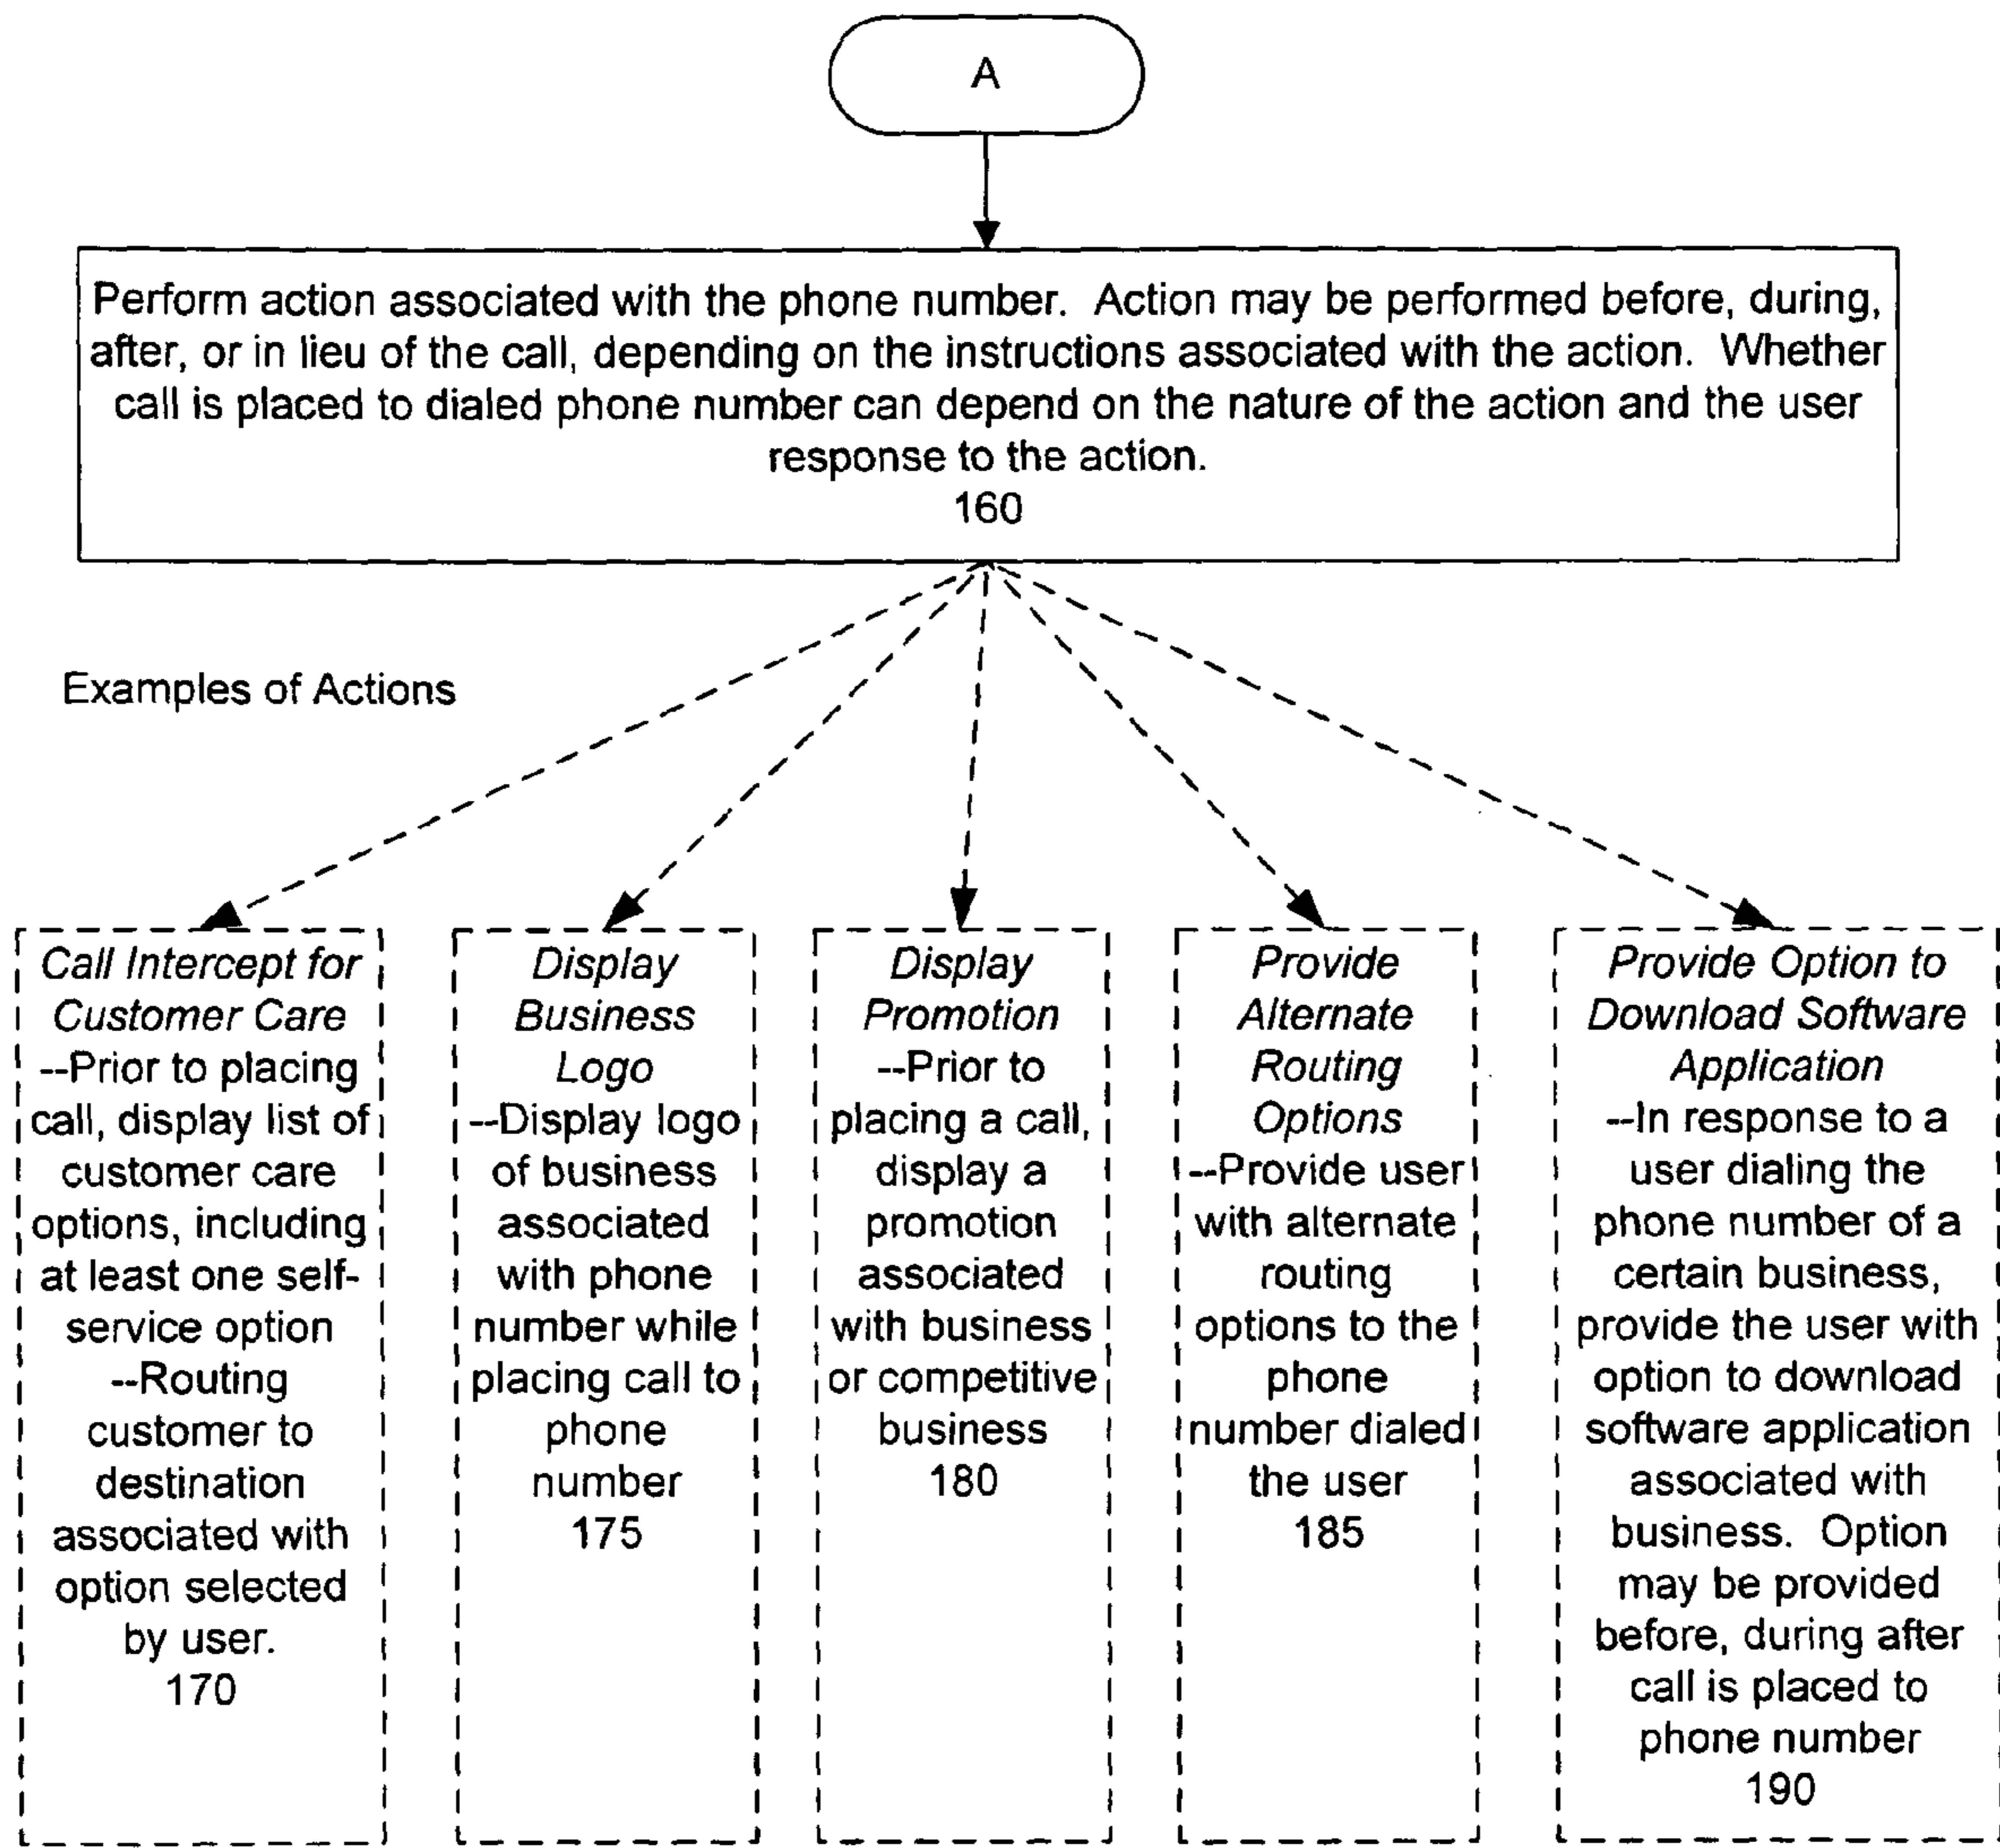 A
Perform action associated with the phone number. Action may be performed before, during,
after, or in lieu of the call, depending on the instructions associated with the action. Whether
call is placed to dialed phone number can depend on the nature of the action and the user
response to the action.
160
Examples of Actions
Call Intercept for
Customer Care
--Prior to placing
call, display list of
customer care
options, including
at least one self-
service option
--Routing
customer to
destination
associated with
option selected
by user.
170
Display
Business
Logo
--Display logo
of business
associated
with phone
number while
placing call to
phone
number
175
Display
Promotion
--Prior to
placing a call,
display a
promotion
associated
with business
or competitive
business
180
Provide
Alternate
Routing
Options
--Provide user
with alternate
routing
options to the
phone
number dialed
the user
185
Provide Option to
Download Software
Application
--In response to a
user dialing the
phone number of a
certain business,
provide the user with
option to download
software application
associated with
business. Option
may be provided
before, during after
call is placed to
phone number
190